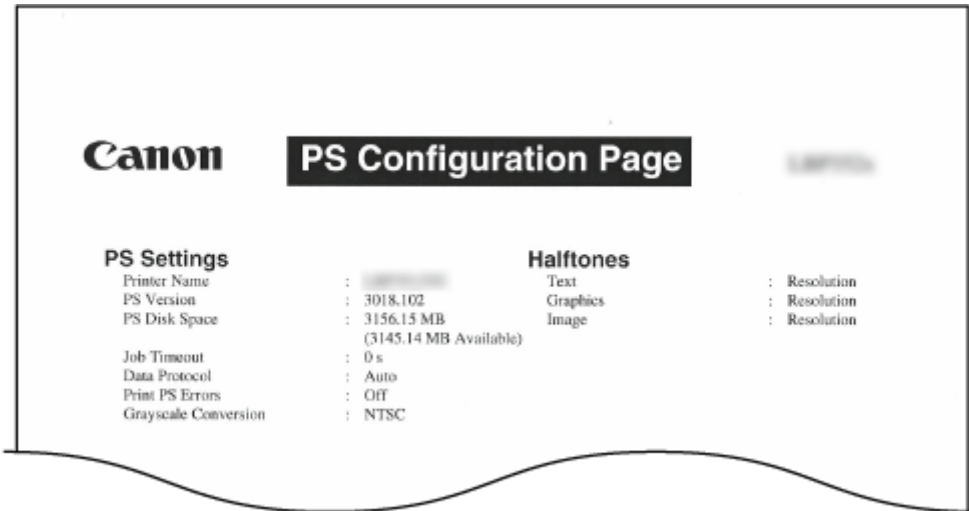 Canon
PS Configuration Page
PS Settings
Printer Name :
PS Version : 3018.102
PS Disk Space : 3156.15 MB
(3145.14 MB Available)
Job Timeout : 0 s
Data Protocol : Auto
Print PS Errors : Off
Grayscale Conversion : NTSC
Halftones
Text : Resolution
Graphics : Resolution
Image : Resolution